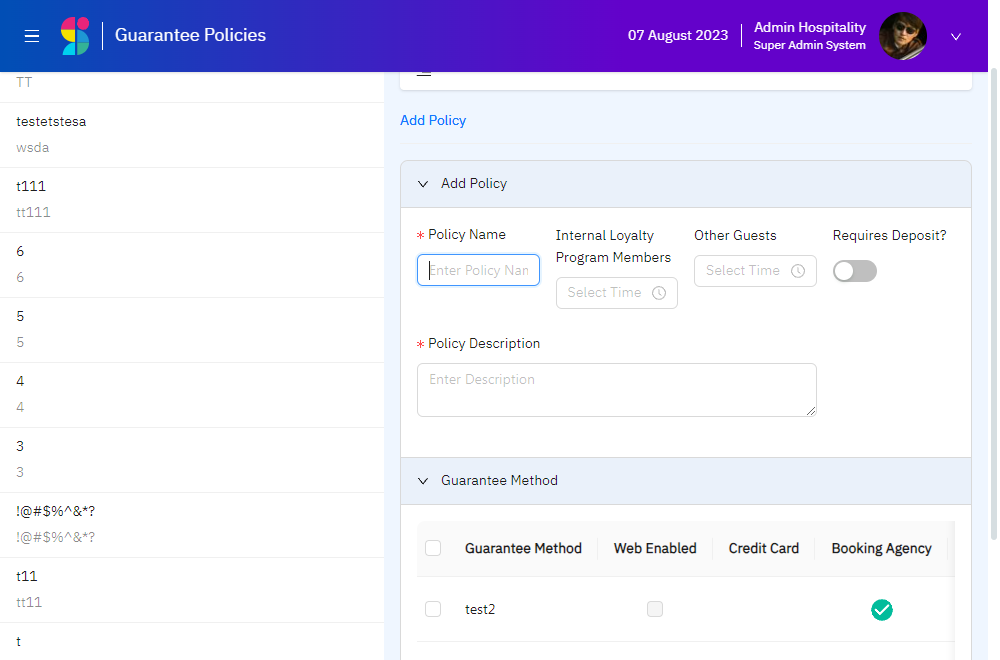 Guarantee Policies
07 August 2023
Admin Hospitality
Super Admin System
TT
testetstesa
wsda
t111
tt111
6
6
5
5
4
4
3
3
!@#$%^&*?
!@#$%^&*?
t11
tt11
t
Add Policy
Add Policy
* Policy Name
Enter Policy Nan
Internal Loyalty
Program Members
Select Time
Other Guests
Select Time
Requires Deposit?
* Policy Description
Enter Description
Guarantee Method
Guarantee Method Web Enabled Credit Card Booking Agency
test2